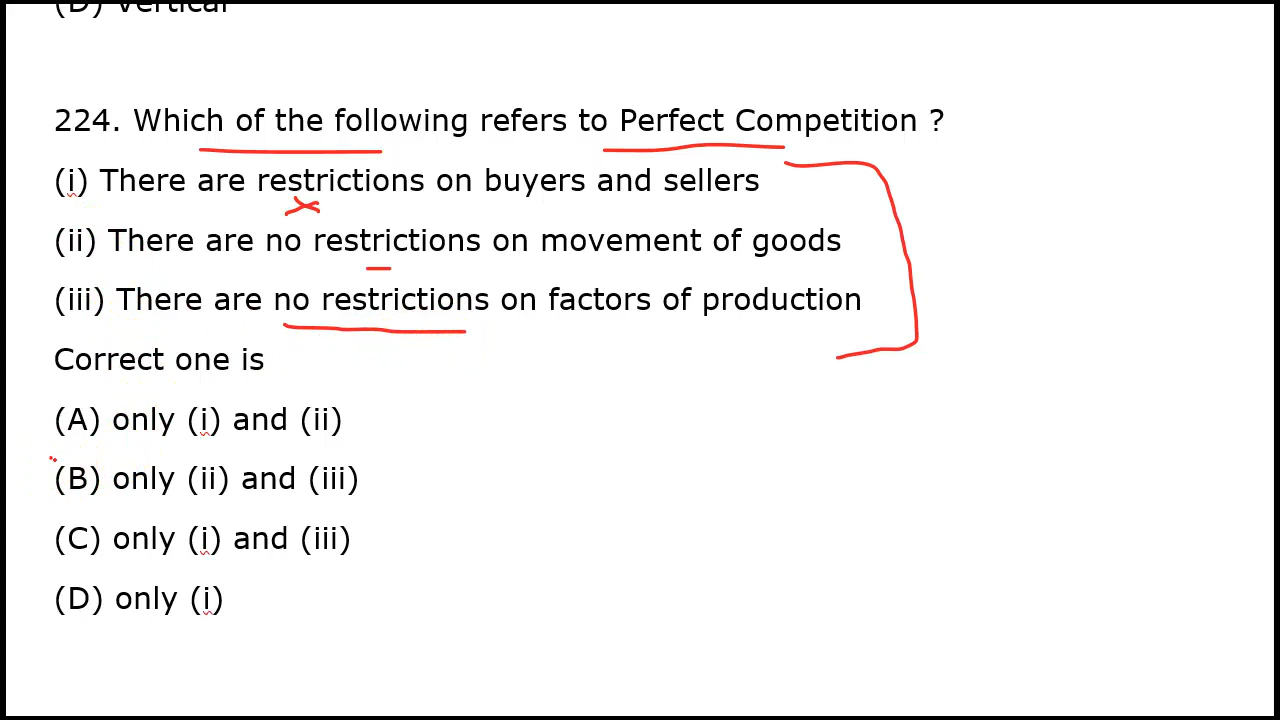 (D) Vertical
224. Which of the following refers to Perfect Competition ?
(i) There are restrictions on buyers and sellers
(ii) There are no restrictions on movement of goods
(iii) There are no restrictions on factors of production
Correct one is
(A) only (i) and (ii)
(B) only (ii) and (iii)
(C) only (i) and (iii)
(D) only (i)